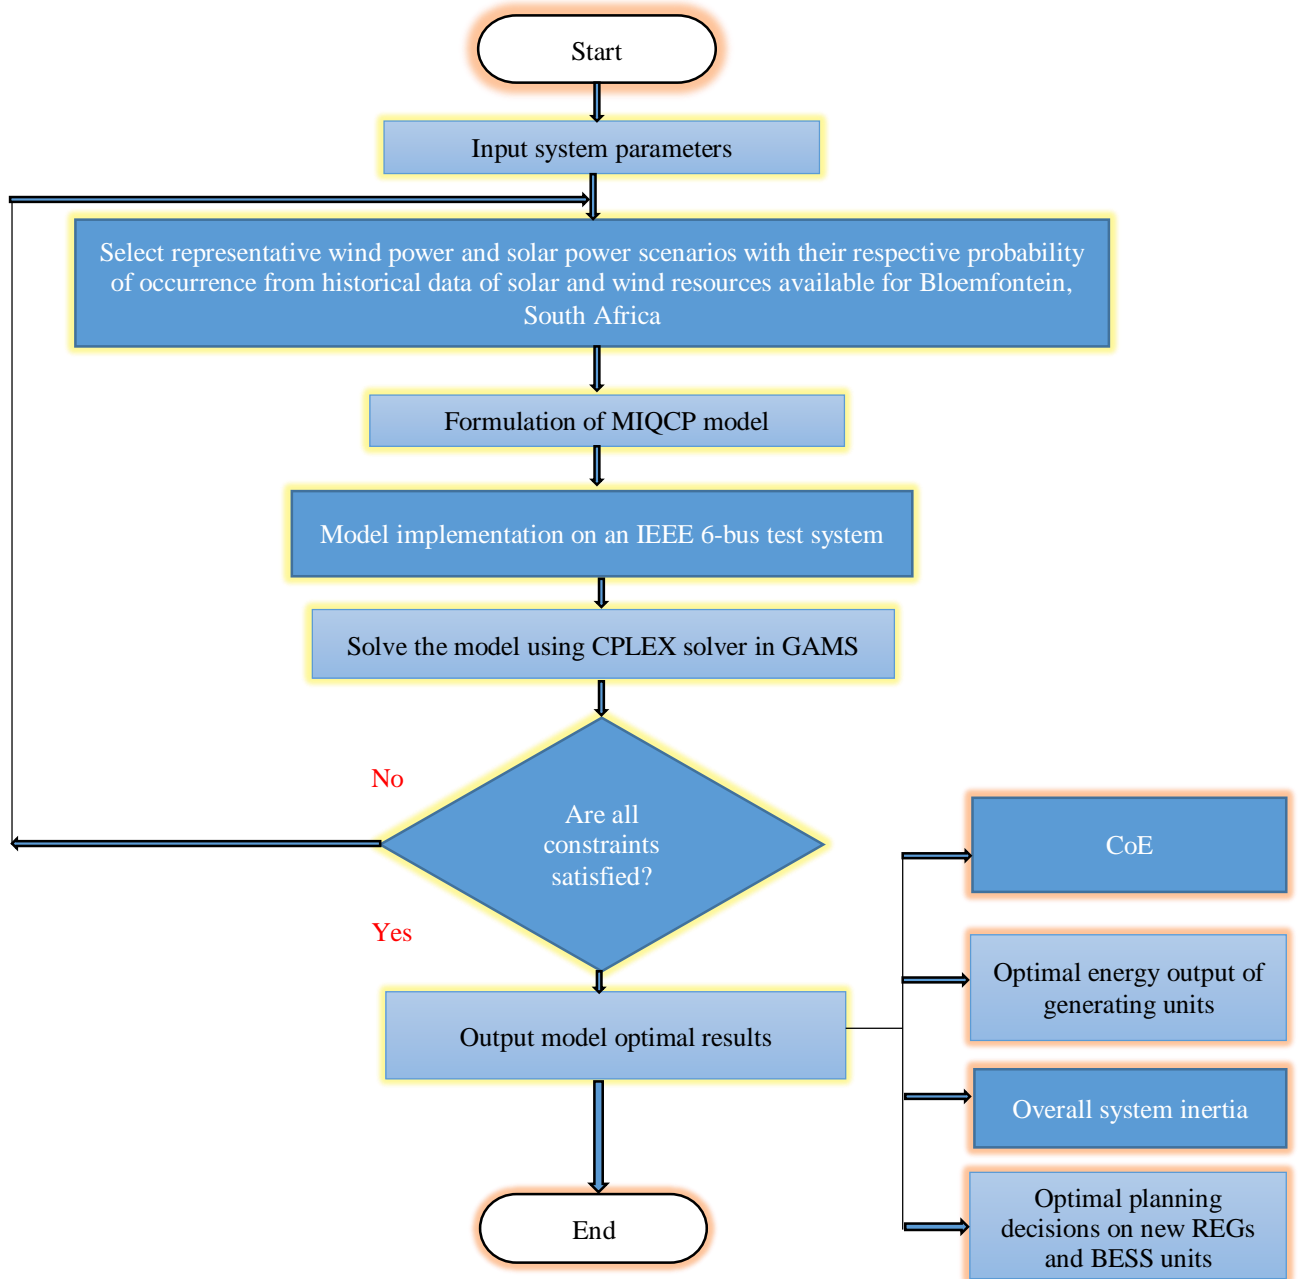 Start
Input system parameters
Select representative wind power and solar power scenarios with their respective probability
of occurrence from historical data of solar and wind resources available for Bloemfontein,
South Africa
Formulation of MIQCP model
Model implementation on an IEEE 6-bus test system
Solve the model using CPLEX solver in GAMS
No
Are all
constraints
satisfied?
Yes
Output model optimal results
CoE
Optimal energy output of
generating units
Overall system inertia
Optimal planning
decisions on new REGs
and BESS units
End